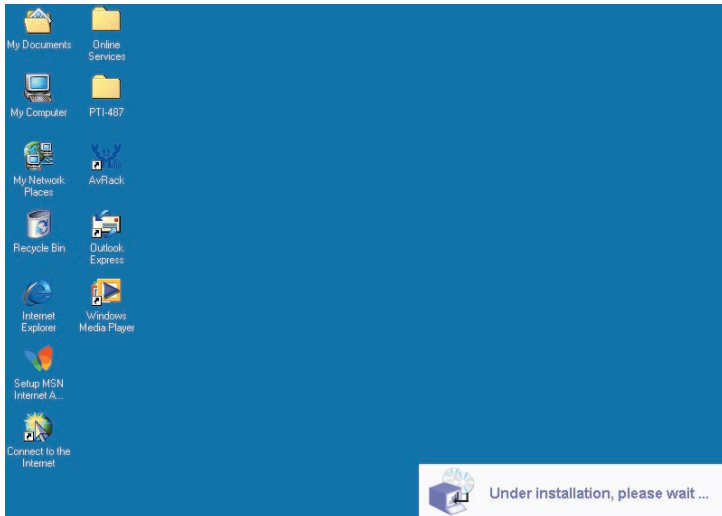 My Documents
Online
Services
My Computer
PTI-487
My Network
Places
AvRack
Recycle Bin
Outlook
Express
Internet
Explorer
Windows
Media Player
Setup MSN
Internet A...
Connect to the
Internet
Under installation, please wait ...